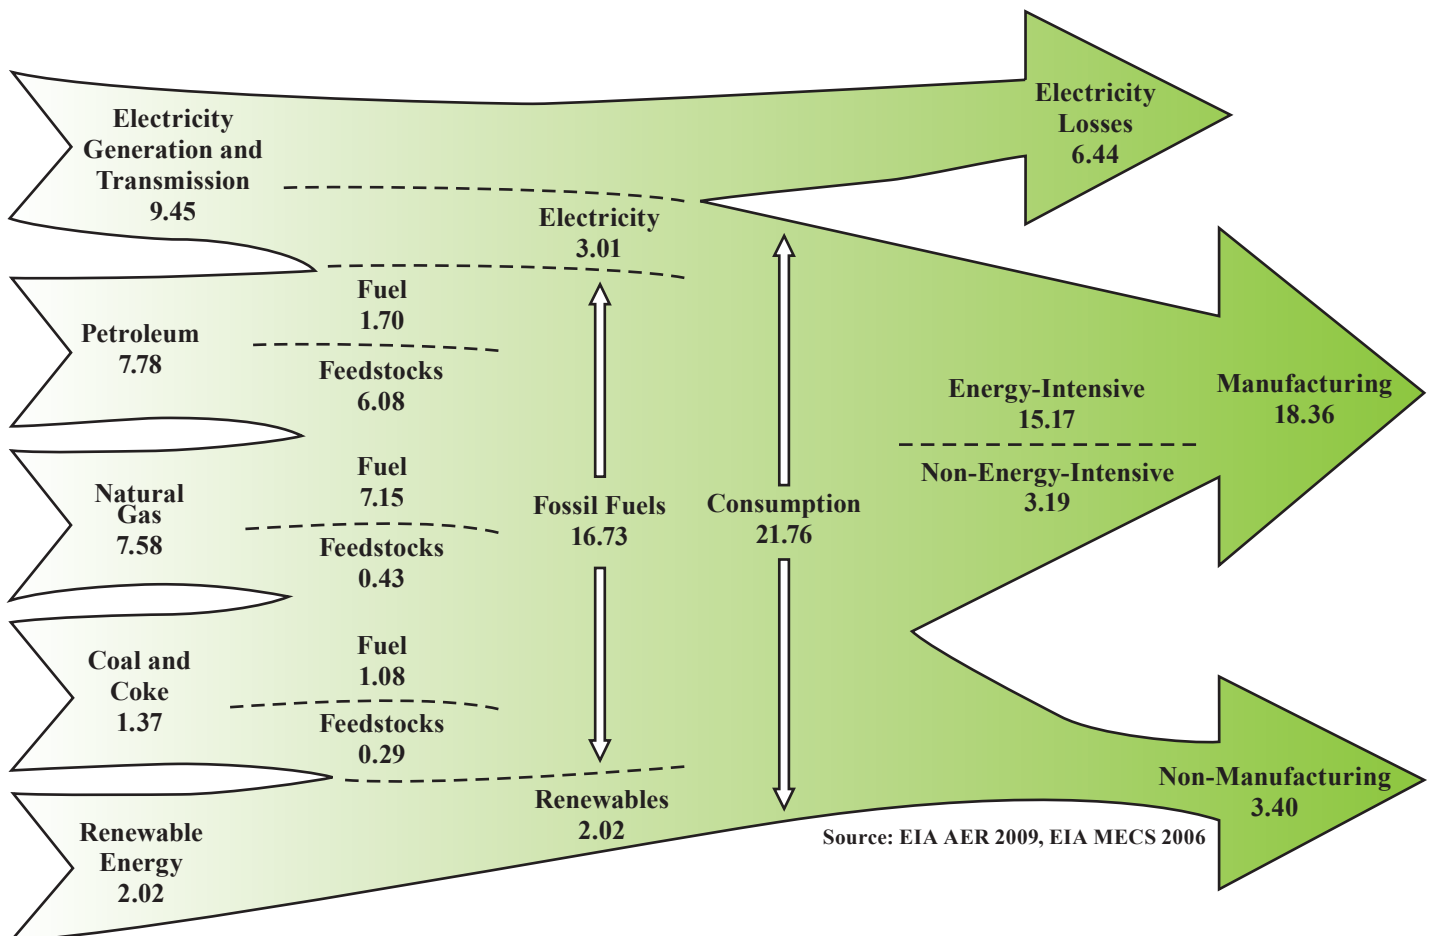 Electricity
Generation and
Transmission
9.45
Petroleum
7.78
Natural
Gas
7.58
Coal and
Coke
1.37
Renewable
Energy
2.02
Fuel
1.70
Feedstocks
6.08
Fuel
7.15
Feedstocks
0.43
Fuel
1.08
Feedstocks
0.29
Electricity
3.01
Fossil Fuels
16.73
Renewables
2.02
Consumption
21.76
Energy-Intensive
15.17
Non-Energy-Intensive
3.19
Electricity
Losses
6.44
Manufacturing
18.36
Non-Manufacturing
3.40
Source: EIA AER 2009, EIA MECS 2006